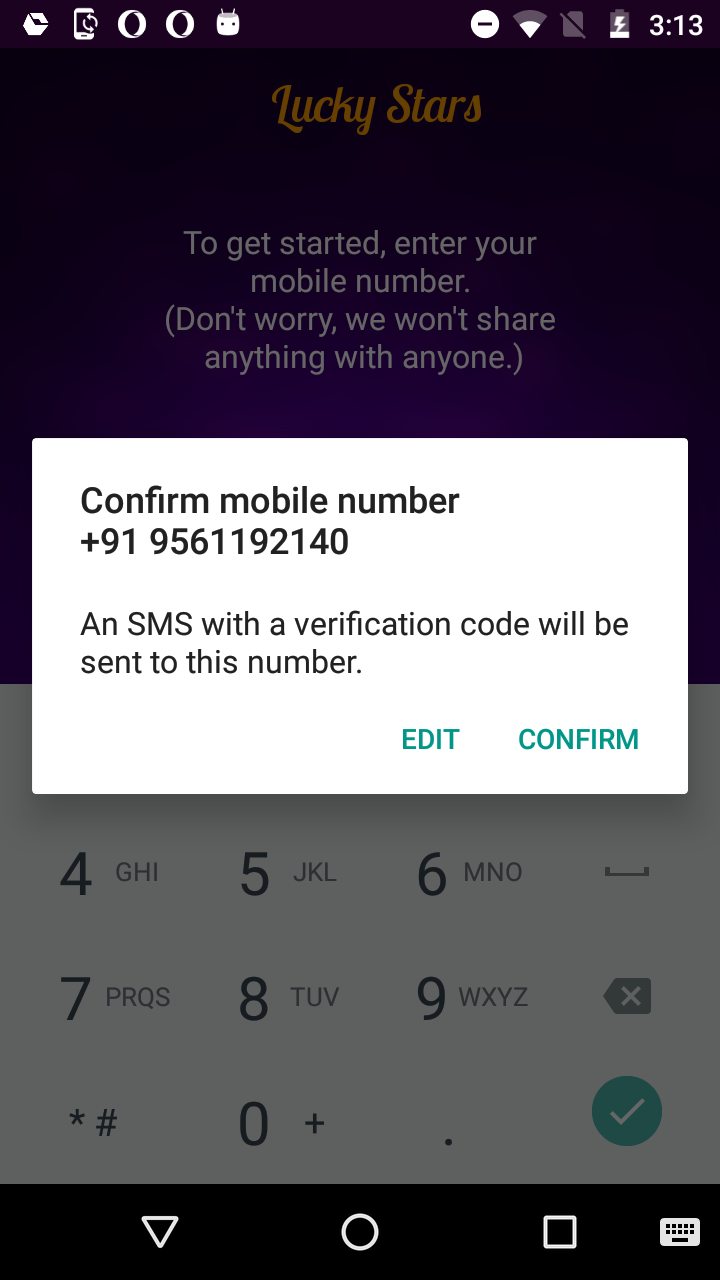 3:13
Lucky Stars
To get started, enter your
mobile number.
(Don't worry, we won't share
anything with anyone.)
Confirm mobile number
+91 9561192140
An SMS with a verification code will be
sent to this number.
EDIT CONFIRM
4 GHI 5 JKL 6 MNO
7 PRQS 8 TUV 9 WXYZ
* # 0 + .